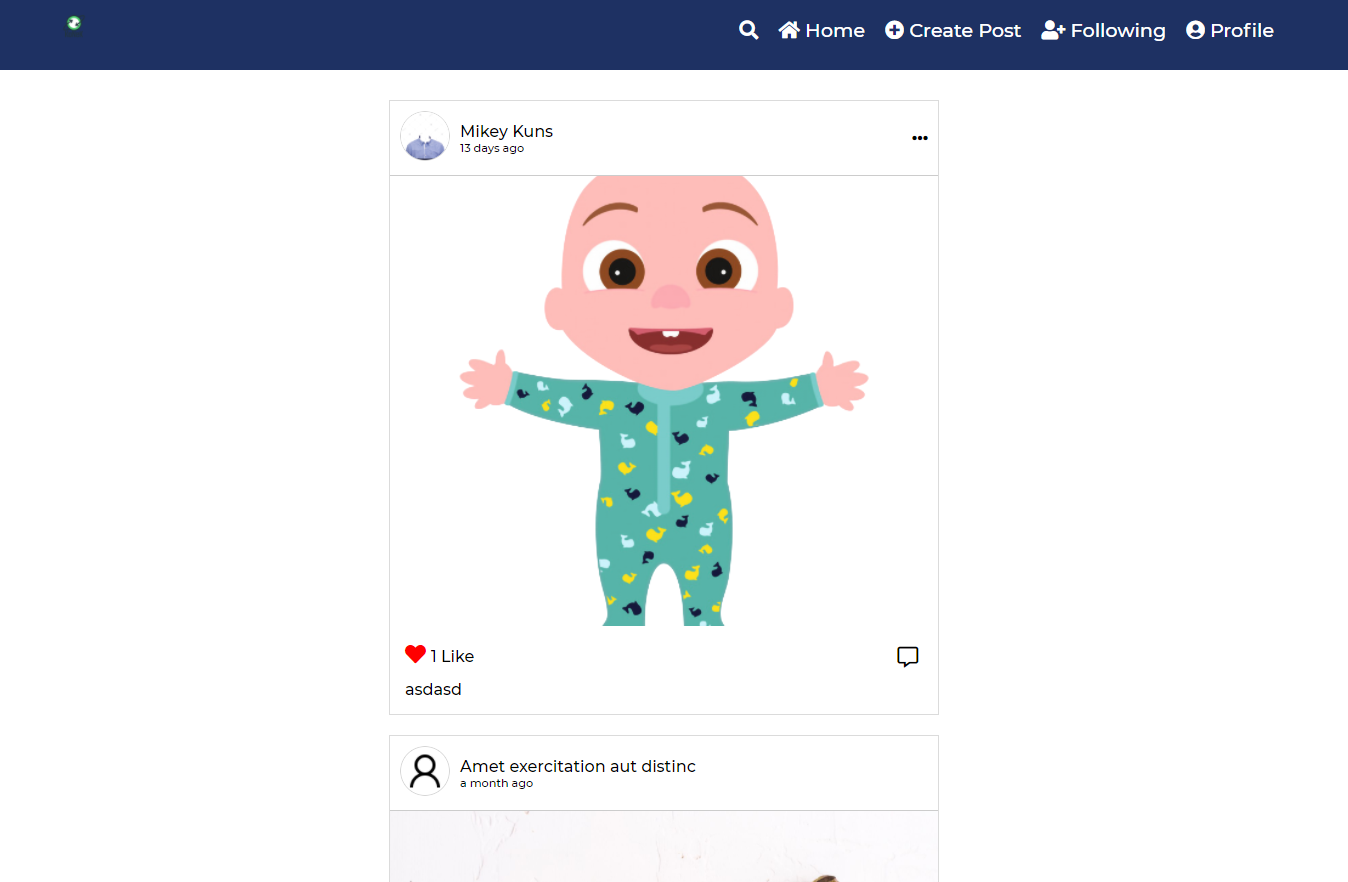 Home
Create Post
Following
Profile
Mikey Kuns
13 days ago
1 Like
asdasd
Amet exercitation aut distinc
a month ago